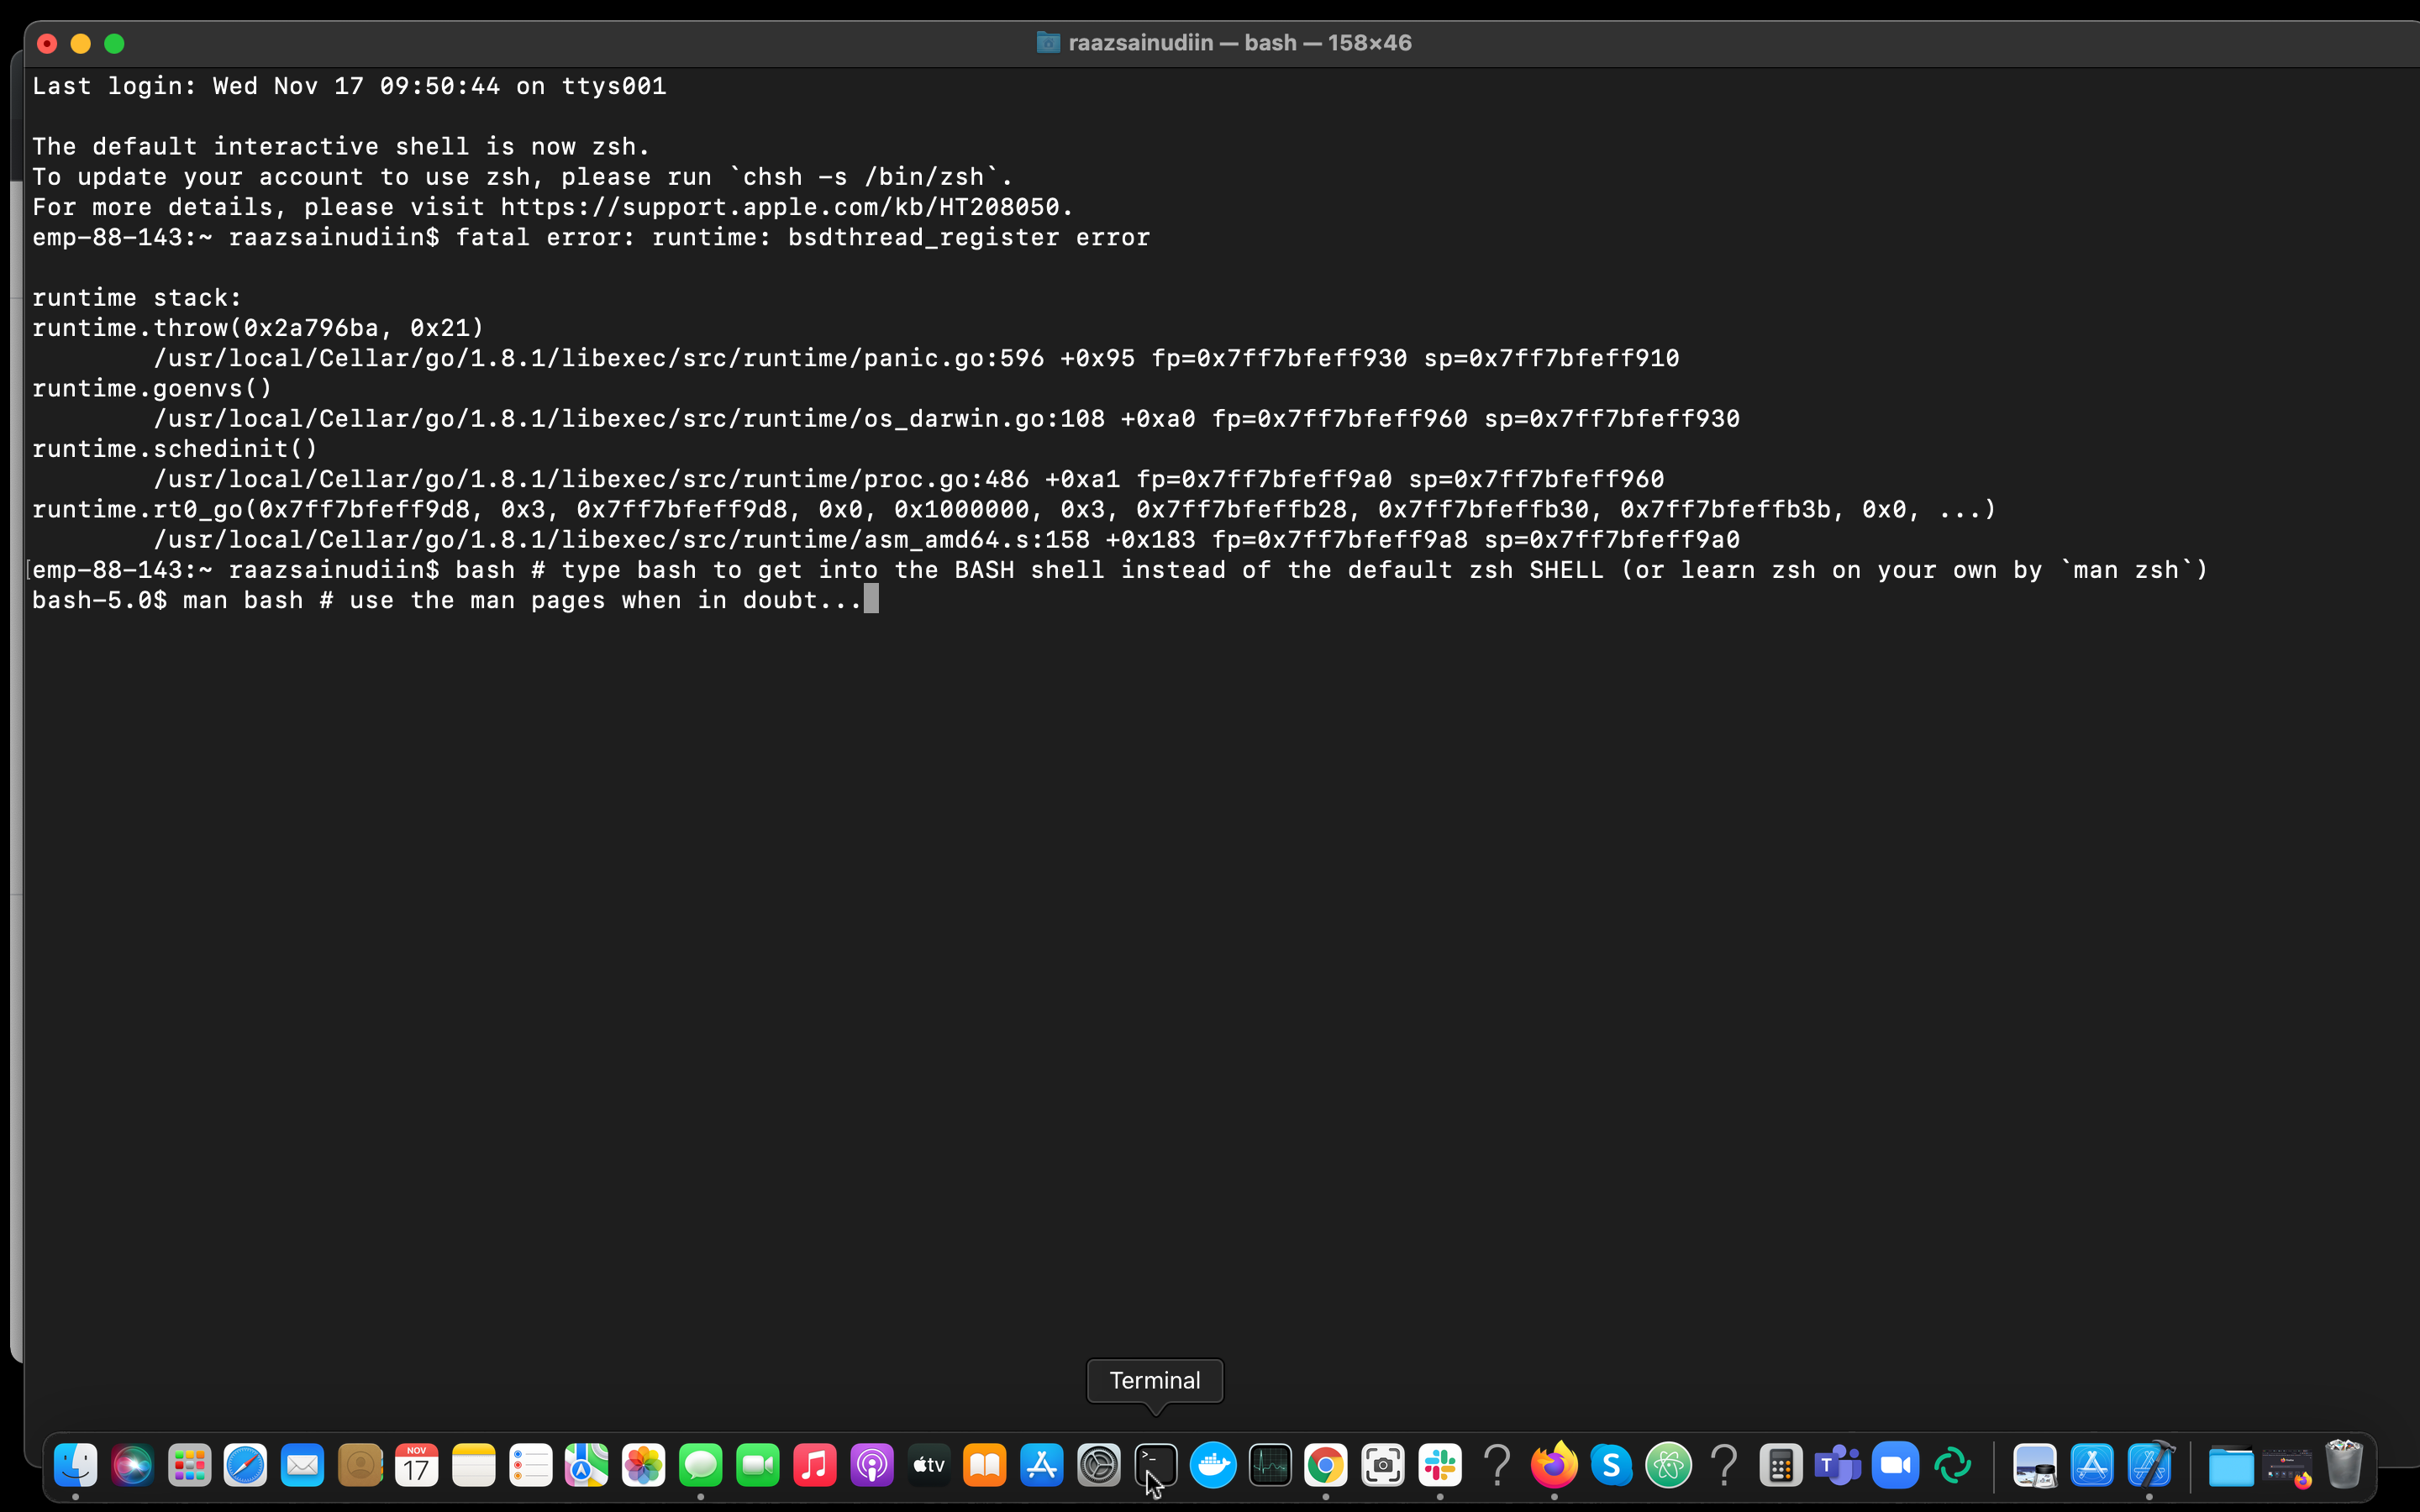 raazsainudiin — bash — 158×46
Last login: Wed Nov 17 09:50:44 on ttys001
The default interactive shell is now zsh.
To update your account to use zsh, please run `chsh -s /bin/zsh`.
For more details, please visit https://support.apple.com/kb/HT208050.
emp-88-143:~ raazsainudiin$ fatal error: runtime: bsdthread_register error
runtime stack:
runtime.throw(0x2a796ba, 0x21)
/usr/local/Cellar/go/1.8.1/libexec/src/runtime/panic.go:596 +0x95 fp=0x7ff7bfeff930 sp=0x7ff7bfeff910
runtime.goenvs()
/usr/local/Cellar/go/1.8.1/libexec/src/runtime/os_darwin.go:108 +0xa0 fp=0x7ff7bfeff960 sp=0x7ff7bfeff930
runtime.schedinit()
/usr/local/Cellar/go/1.8.1/libexec/src/runtime/proc.go:486 +0xa1 fp=0x7ff7bfeff9a0 sp=0x7ff7bfeff960
runtime.rt0_go(0x7ff7bfeff9d8, 0x3, 0x7ff7bfeff9d8, 0x0, 0x1000000, 0x3, 0x7ff7bfeffb28, 0x7ff7bfeffb30, 0x7ff7bfeffb3b, 0x0, ...)
/usr/local/Cellar/go/1.8.1/libexec/src/runtime/asm_amd64.s:158 +0x183 fp=0x7ff7bfeff9a8 sp=0x7ff7bfeff9a0
[emp-88-143:~ raazsainudiin$ bash # type bash to get into the BASH shell instead of the default zsh SHELL (or learn zsh on your own by `man zsh`)
bash-5.0$ man bash # use the man pages when in doubt...
Terminal
NOV
17
tv
>_
?
S
?
T